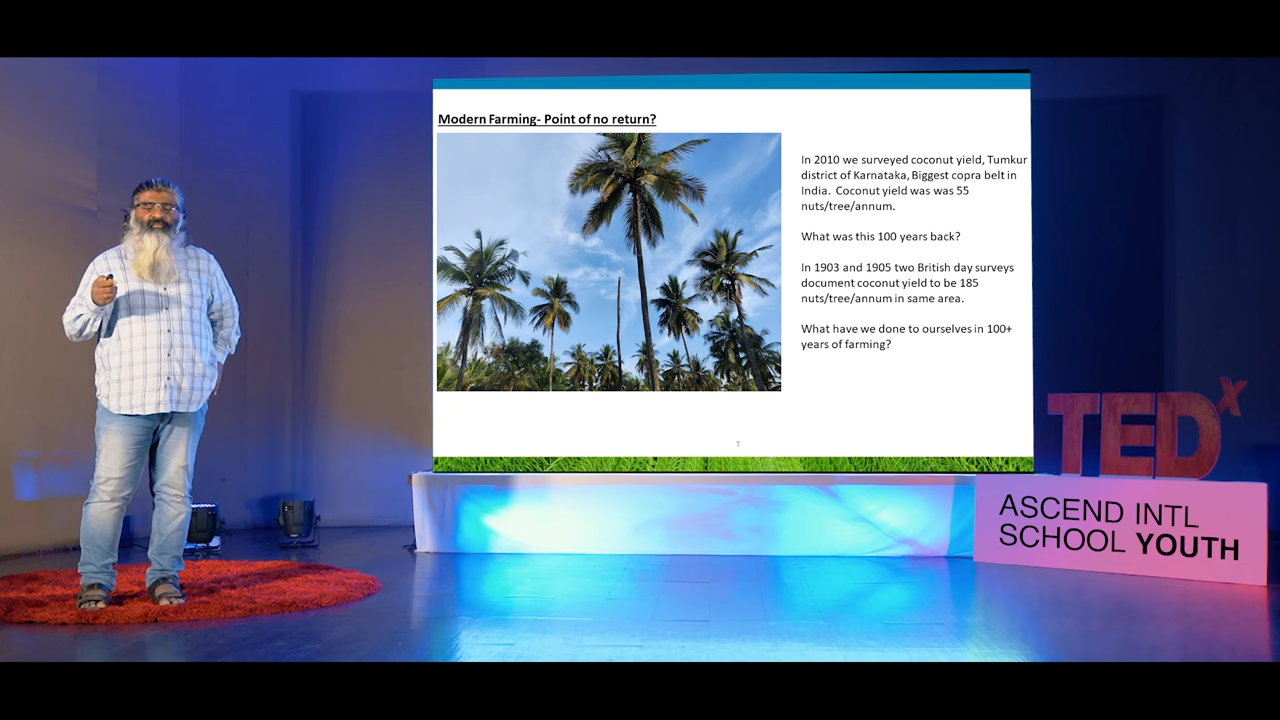 Modern Farming- Point of no return?
In 2010 we surveyed coconut yield, Tumkur
district of Karnataka, Biggest copra belt in
India. Coconut yield was was 55
nuts/tree/annum.
What was this 100 years back?
In 1903 and 1905 two British day surveys
document coconut yield to be 185
nuts/tree/annum in same area.
What have we done to ourselves in 100+
years of farming?
7
TEDx
ASCEND INTL
SCHOOL YOUTH